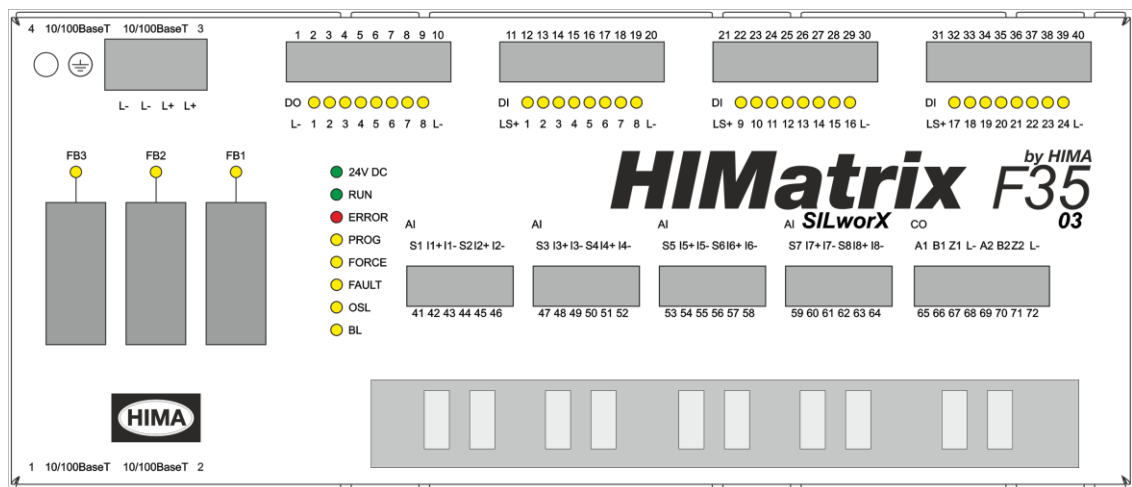 4 10/100BaseT 10/100BaseT 3
1 2 3 4 5 6 7 8 9 10
11 12 13 14 15 16 17 18 19 20
21 22 23 24 25 26 27 28 29 30
31 32 33 34 35 36 37 38 39 40
L- L- L+ L+
DO
L- 1 2 3 4 5 6 7 8 L-
DI
LS+ 1 2 3 4 5 6 7 8 L-
DI
LS+ 9 10 11 12 13 14 15 16 L-
DI
LS+ 17 18 19 20 21 22 23 24 L-
FB3 FB2 FB1
24V DC
RUN
ERROR
PROG
FORCE
FAULT
OSL
BL
by HIMA
HIMatrix F35
SILworX 03
AI
S1 I1+ I1- S2 I2+ I2-
41 42 43 44 45 46
AI
S3 I3+ I3- S4 I4+ I4-
47 48 49 50 51 52
AI
S5 I5+ I5- S6 I6+ I6-
53 54 55 56 57 58
AI
S7 I7+ I7- S8 I8+ I8-
59 60 61 62 63 64
CO
A1 B1 Z1 L- A2 B2 Z2 L-
65 66 67 68 69 70 71 72
HIMA
1 10/100BaseT 10/100BaseT 2